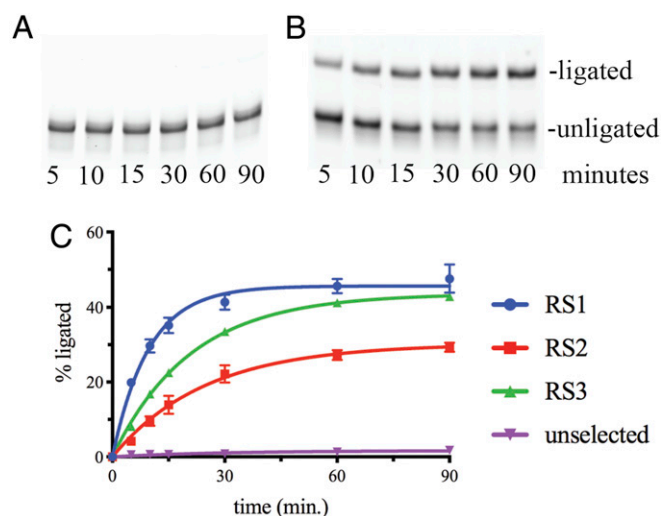 A
B
-ligated
-unligated
5 10 15 30 60 90
5 10 15 30 60 90 minutes
C
60
40
20
0
% ligated
0 30 60 90
time (min.)
RS1
RS2
RS3
unselected